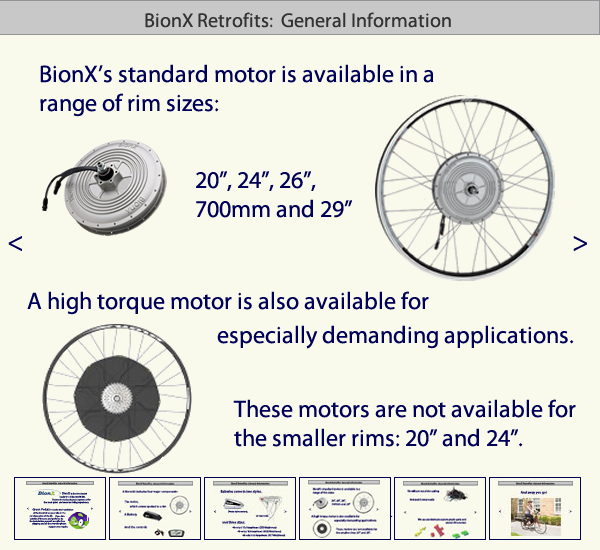 BionX Retrofits:  General Information
BionX’s standard motor is available in a
range of rim sizes:
20”, 24”, 26”,
700mm and 29”
<
>
A high torque motor is also available for
especially demanding applications.
These motors are not available for
the smaller rims: 20” and 24”.
BionX